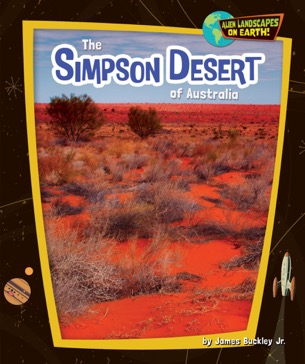 ALIEN LANDSCAPES
ON EARTH!
The
SIMPSON DESERT
of Australia
by James Buckley Jr.